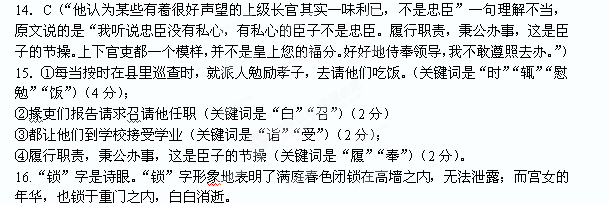 14. C（“他认为某些有着很好声望的上级长官其实一味利已，不是忠臣”一句理解不当，
原文说的是“我听说忠臣没有私心，有私心的臣子不是忠臣。履行职责，秉公办事，这是臣
子的节操。上下官吏都一个模样，并不是皇上您的福分。好好地侍奉领导，我不敢遵照去办。”）
15. ①每当按时在县里巡查时，就派人勉励孝子，去请他们吃饭。（关键词是“时”“辄”“慰
勉”“饭”）（4 分）；
②掾吏们报告请求召请他任职（关键词是“白”“召”）（2 分）
③都让他们到学校接受学业（关键词是“诣”“受”）（2 分）；
④履行职责，秉公办事，这是臣子的节操（关键词是“履”“奉”）（2 分）。
16. “锁”字是诗眼。“锁”字形象地表明了满庭春色闭锁在高墙之内，无法泄露；而宫女的
年华，也锁于重门之内，白白消逝。